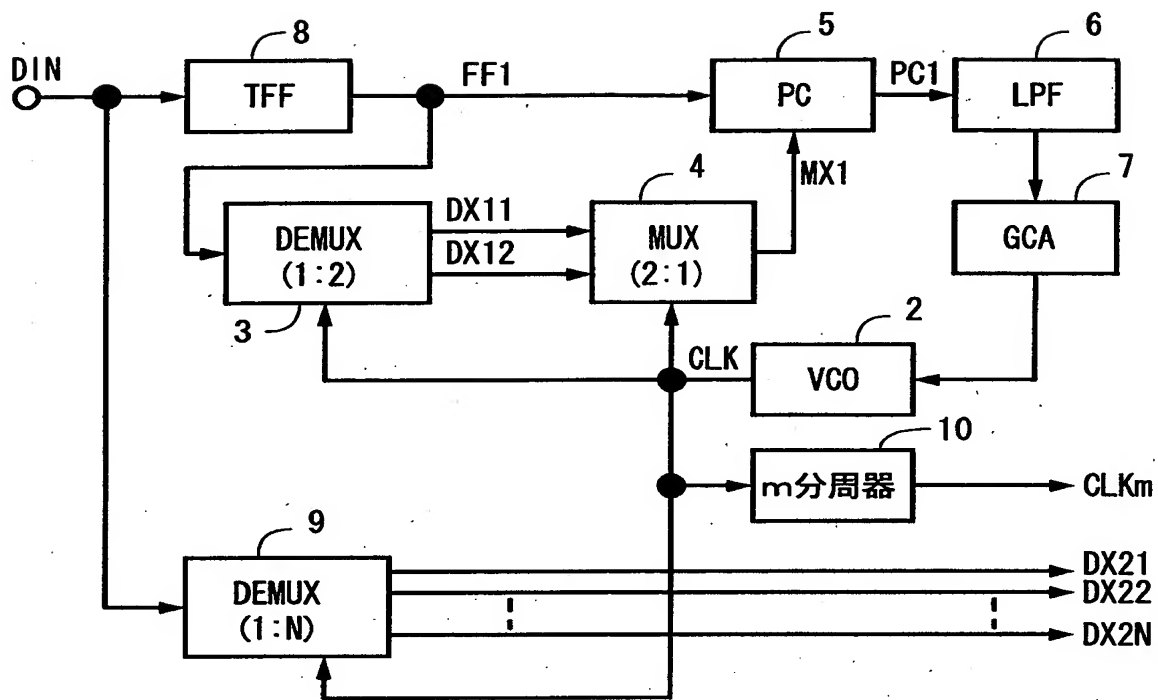 8
5
6
DIN
TFF
FF1
PC
PC1
LPF
4
MX1
7
DX11
DEMUX
(1:2)
DX12
MUX
(2:1)
GCA
3
2
CLK
VCO
10
m分周器
CLKm
9
DEMUX
(1:N)
DX21
DX22
DX2N